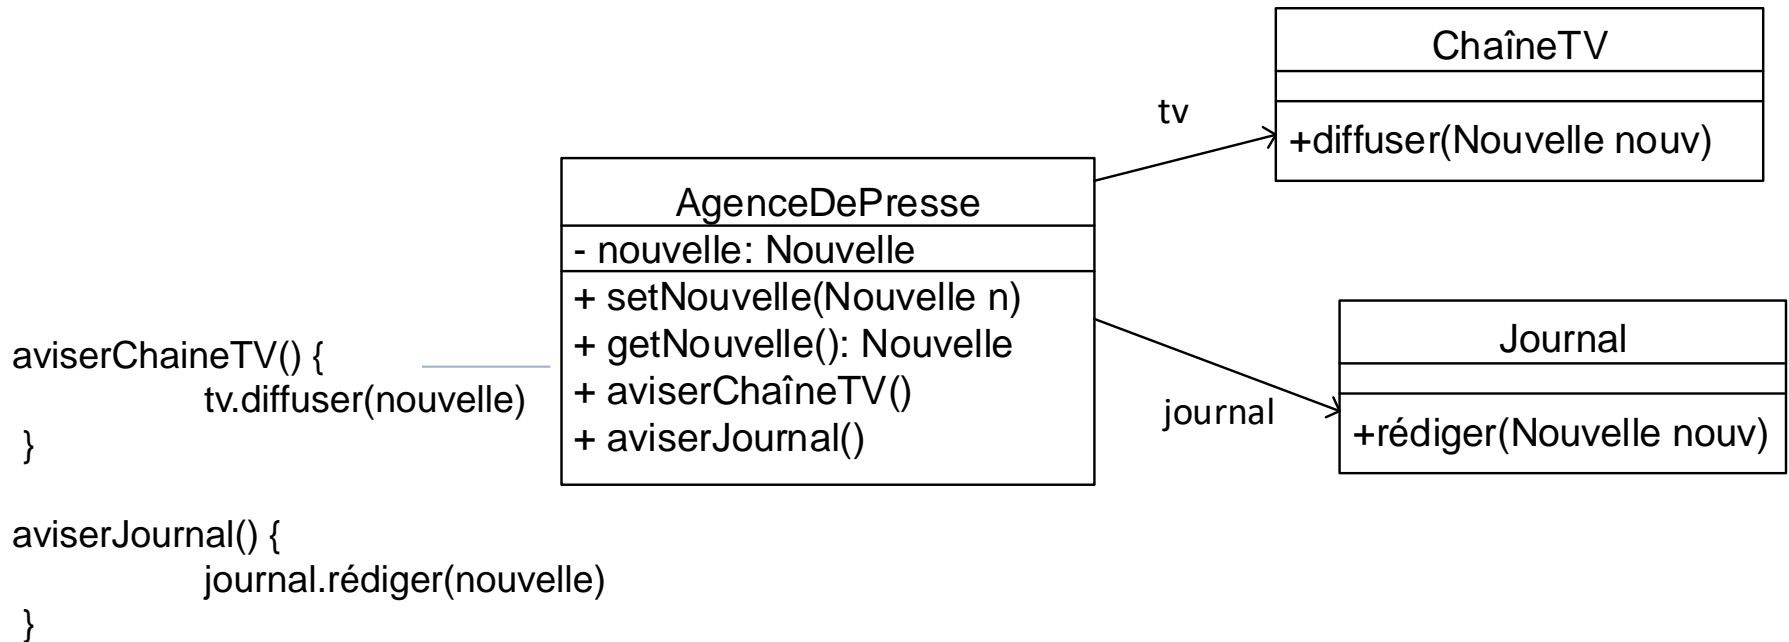 ChaîneTV
+diffuser(Nouvelle nouv)
tv
AgenceDePresse
- nouvelle: Nouvelle
+ setNouvelle(Nouvelle n)
+ getNouvelle(): Nouvelle
+ aviserChaîneTV()
+ aviserJournal()
journal
Journal
+rédiger(Nouvelle nouv)
aviserChaineTV() {
tv.diffuser(nouvelle)
}
aviserJournal() {
journal.rédiger(nouvelle)
}